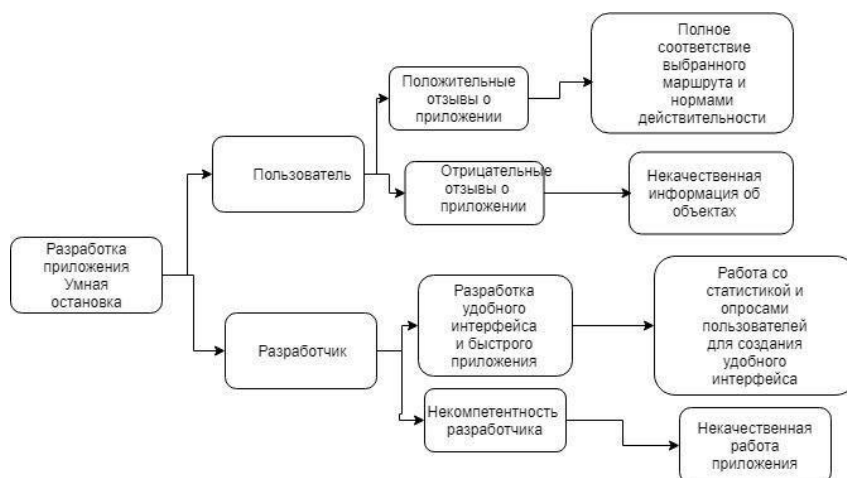 Разработка
приложения
Умная
остановка
Пользователь
Положительные
отзывы о
приложении
Полное
соответствие
выбранного
маршрута и
нормами
действительности
Отрицательные
отзывы о
приложении
Некачественная
информация об
объектах
Разработчик
Разработка
удобного
интерфейса
и быстрого
приложения
Работа со
статистикой и
опросами
пользователей
для создания
удобного
интерфейса
Некомпетентность
разработчика
Некачественная
работа
приложения